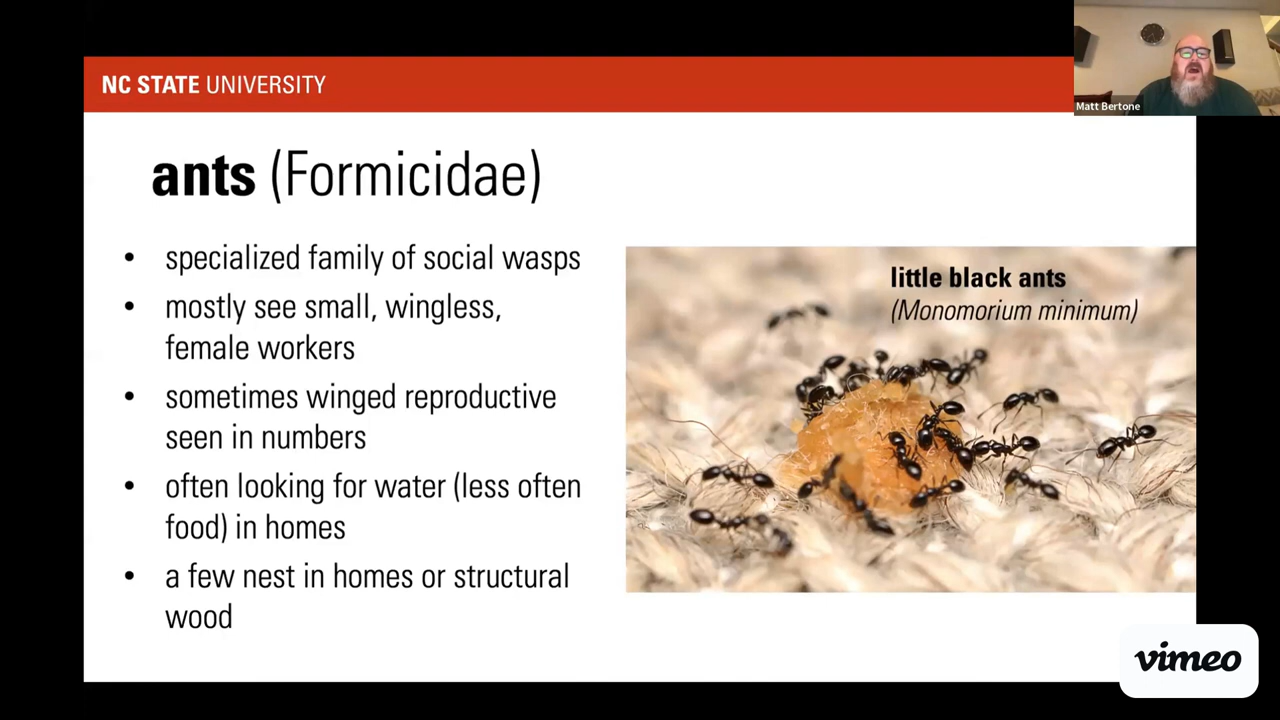 NC STATE UNIVERSITY
Matt Bertone
ants (Formicidae)
• specialized family of social wasps
• mostly see small, wingless,
female workers
• sometimes winged reproductive
seen in numbers
• often looking for water (less often
food) in homes
• a few nest in homes or structural
wood
little black ants
(Monomorium minimum)
vimeo